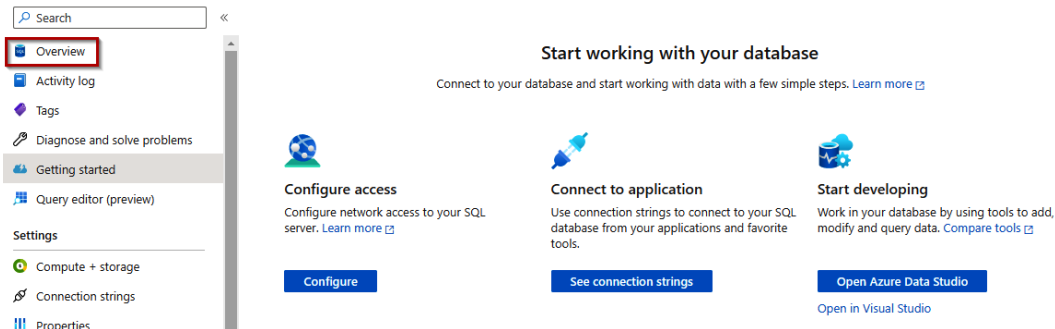 Search
Overview
Activity log
Tags
Diagnose and solve problems
Getting started
Query editor (preview)
Settings
Compute + storage
Connection strings
Properties
Start working with your database
Connect to your database and start working with data with a few simple steps. Learn more
Configure access
Configure network access to your SQL
server. Learn more
Configure
Connect to application
Use connection strings to connect to your SQL
database from your applications and favorite
tools.
See connection strings
Start developing
Work in your database by using tools to add,
modify and query data. Compare tools
Open Azure Data Studio
Open in Visual Studio